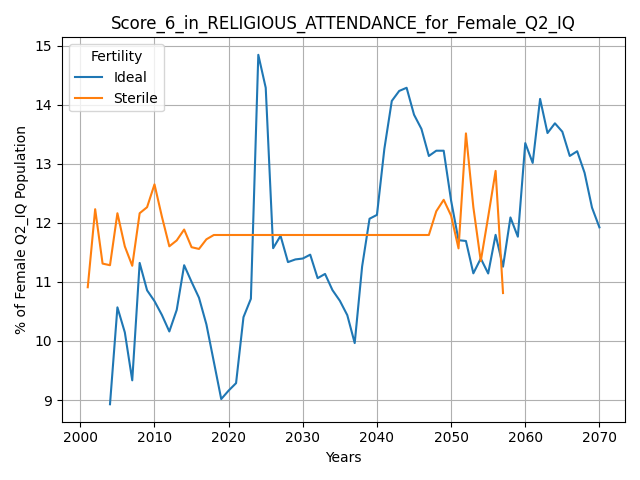 Score_6_in_RELIGIOUS_ATTENDANCE_for_Female_Q2_IQ
15
14
13
12
11
10
9
% of Female Q2_IQ Population
Fertility
Ideal
Sterile
2000 2010 2020 2030 2040 2050 2060 2070
Years